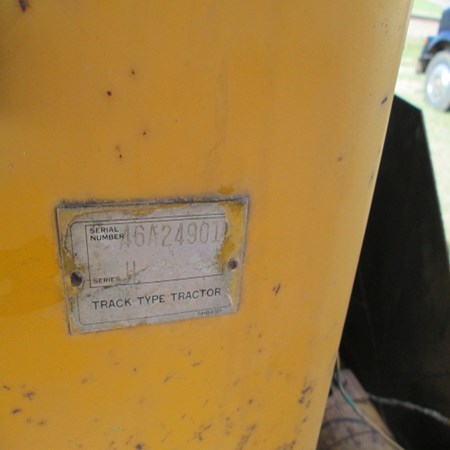 SERIAL
NUMBER 46A24901
SERIES H
TRACK TYPE TRACTOR